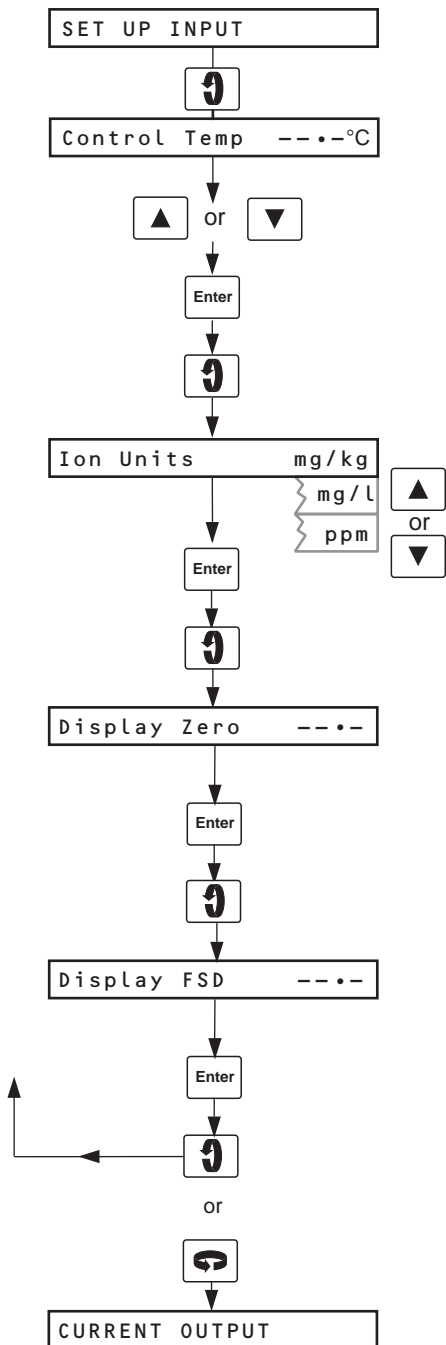 SET UP INPUT
Control Temp --•-°C
or
Enter
Ion Units mg/kg
mg/l
or
ppm
Enter
Display Zero --•-
Enter
Display FSD --•-
Enter
or
CURRENT OUTPUT